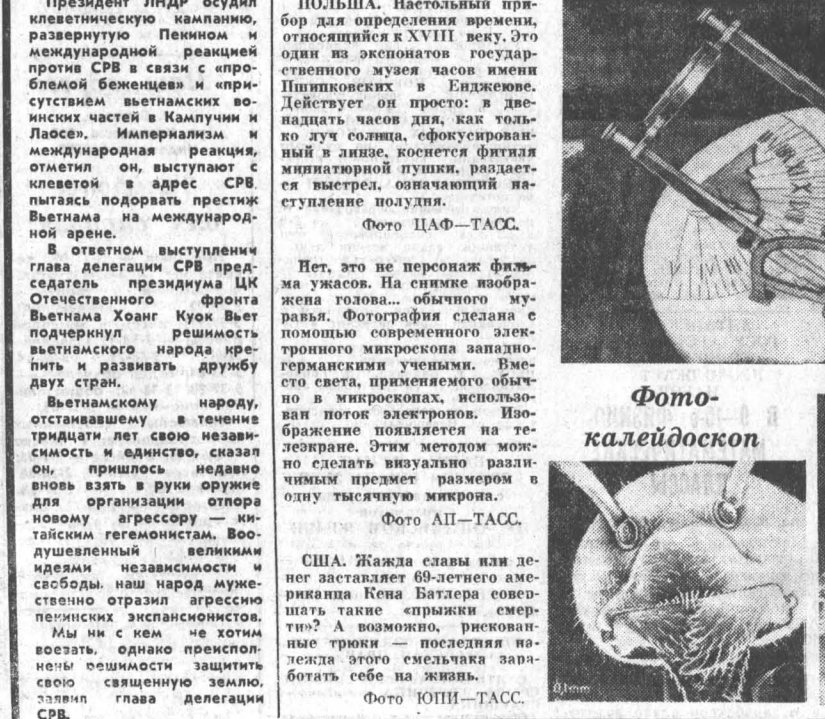 Президент ЛНДР осудил
клеветническую кампанию,
развернутую Пекином и
международной реакцией
против СРВ в связи с «про-
блемой беженцев» и «при-
сутствием вьетнамских во-
инских частей в Кампучии и
Лаосе». Империализм и
международная реакция,
отметил он, выступают с
клеветой в адрес СРВ,
пытаясь подорвать престиж
Вьетнама на международ-
ной арене.
В ответном выступлении
глава делегации СРВ пред-
седатель президиума ЦК
Отечественного фронта
Вьетнама Хоанг Куок Вьет
подчеркнул решимость
вьетнамского народа кре-
пить и развивать дружбу
двух стран.
Вьетнамскому народу,
отстаивавшему в течение
тридцати лет свою незави-
симость и единство, сказал
он, пришлось недавно
вновь взять в руки оружие
для организации отпора
новому агрессору — ки-
тайским гегемонистам. Воо-
душевленный великими
идеями независимости и
свободы, наш народ муже-
ственно отразил агрессию
пекинских экспансионистов.
Мы ни с кем не хотим
воевать, однако преиспол-
нены решимости защитить
свою священную землю,
заявил глава делегации
СРВ.
ПОЛЬША. Настольный при-
бор для определения времени,
относящийся к XVIII веку. Это
один из экспонатов государ-
ственного музея часов имени
Пшипковских в Енджеюве.
Действует он просто: в две-
надцать часов дня, как толь-
ко луч солнца, сфокусирован-
ный в линзе, коснется фитиля
миниатюрной пушки, раздает-
ся выстрел, означающий на-
ступление полудня.
Фото ЦАФ—ТАСС.
Нет, это не персонаж филь-
ма ужасов. На снимке изобра-
жена голова... обычного му-
равья. Фотография сделана с
помощью современного элек-
тронного микроскопа западно-
германскими учеными. Вме-
сто света, применяемого обыч-
но в микроскопах, использо-
ван поток электронов. Изо-
бражение появляется на те-
леэкране. Этим методом мож-
но сделать визуально разли-
чимым предмет размером в
одну тысячную микрона.
Фото АП—ТАСС.
США. Жажда славы или де-
нег заставляет 69-летнего аме-
риканца Кена Батлера совер-
шать такие «прыжки смер-
ти»? А возможно, рискован-
ные трюки — последняя на-
дежда этого смельчака зара-
ботать себе на жизнь.
Фото ЮПИ—ТАСС.
Фото-
калейдоскоп
0,1mm